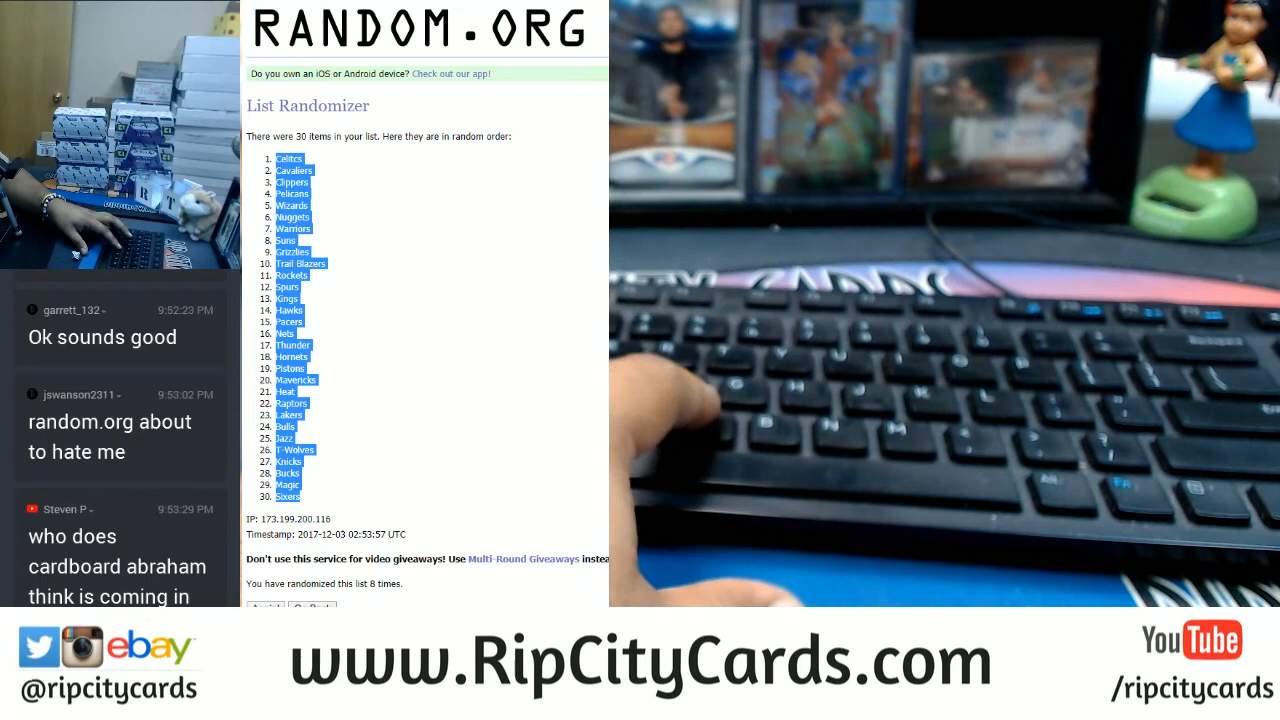 RANDOM.ORG
Do you own an iOS or Android device? Check out our app!
List Randomizer
There were 30 items in your list. Here they are in random order:
1. Celitcs
2. Cavaliers
3. Clippers
4. Pelicans
5. Wizards
6. Nuggets
7. Warriors
8. Suns
9. Grizzlies
10. Trail Blazers
11. Rockets
12. Spurs
13. Kings
14. Hawks
15. Pacers
16. Nets
17. Thunder
18. Hornets
19. Pistons
20. Mavericks
21. Heat
22. Raptors
23. Lakers
24. Bulls
25. Jazz
26. T-Wolves
27. Knicks
28. Bucks
29. Magic
30. Sixers
IP: 173.199.200.116
Timestamp: 2017-12-03 02:53:57 UTC
Don't use this service for video giveaways! Use Multi-Round Giveaways instea
You have randomized this list 8 times.
garrett_132 9:52:23 PM
Ok sounds good
jswanson2311 9:53:02 PM
random.org about
to hate me
Steven P 9:53:29 PM
who does
cardboard abraham
think is coming in
R T
G H J K L
B N M
ebay
@ripcitycards
www.RipCityCards.com
YouTube
/ripcitycards